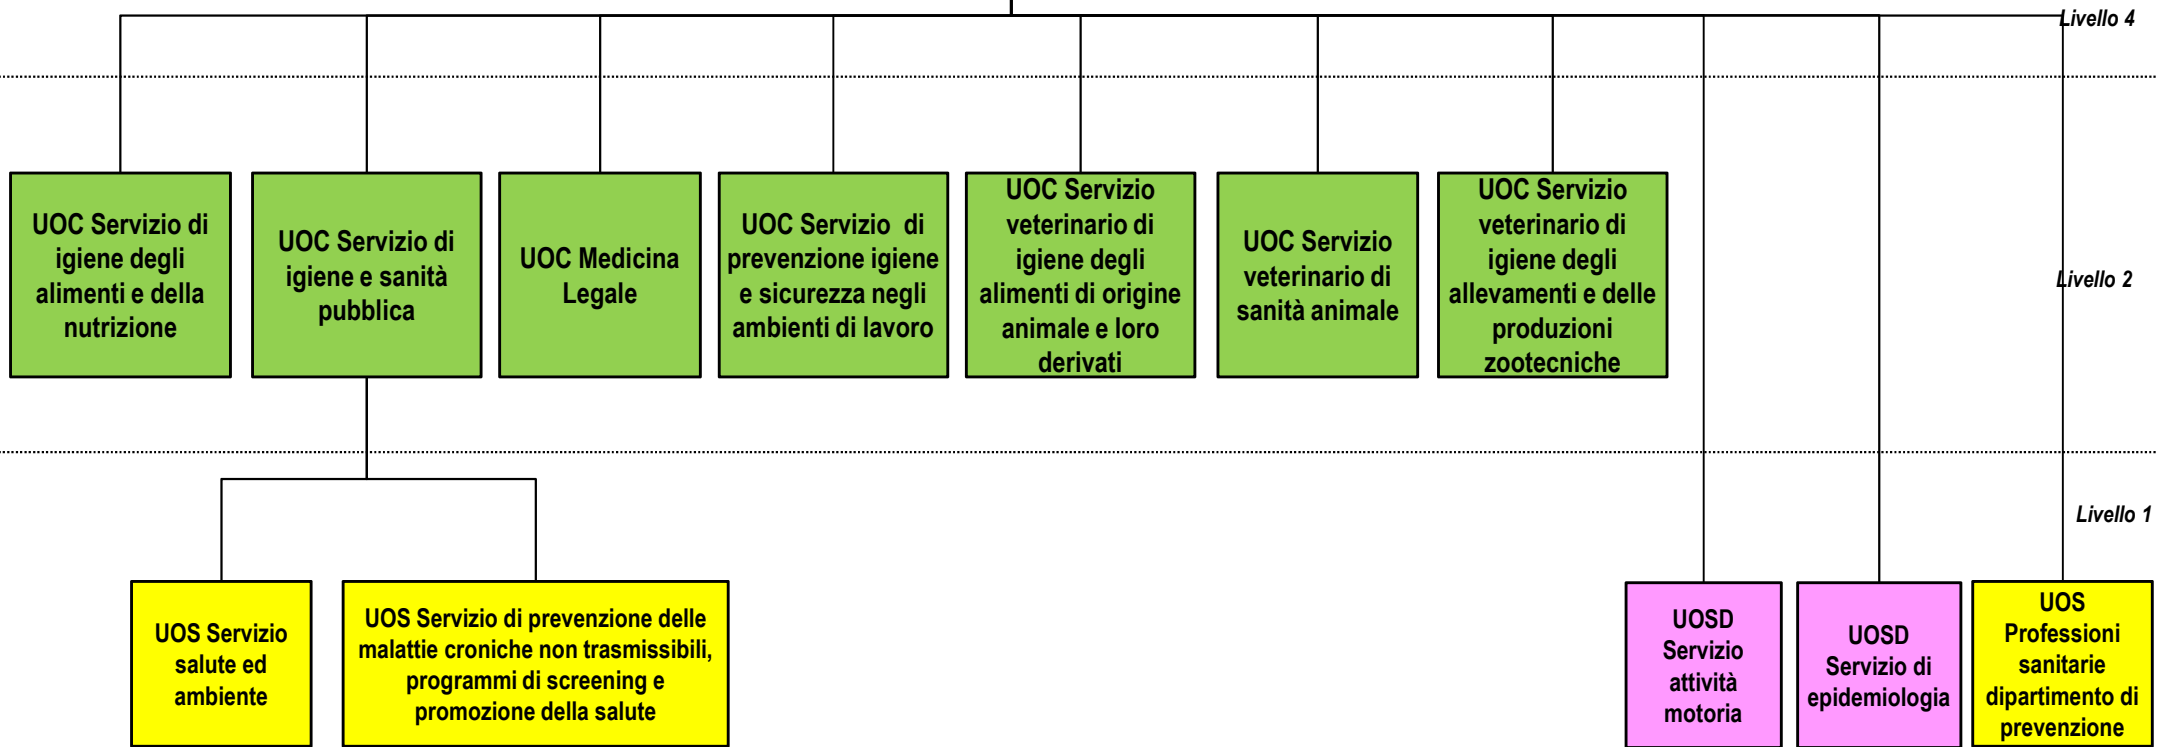 Livello 4
UOC Servizio di
igiene degli
alimenti e della
nutrizione
UOC Servizio di
igiene e sanità
pubblica
UOC Medicina
Legale
UOC Servizio di
prevenzione igiene
e sicurezza negli
ambienti di lavoro
UOC Servizio
veterinario di
igiene degli
alimenti di origine
animale e loro
derivati
UOC Servizio
veterinario di
sanità animale
UOC Servizio
veterinario di
igiene degli
allevamenti e delle
produzioni
zootecniche
Livello 2
Livello 1
UOS Servizio
salute ed
ambiente
UOS Servizio di prevenzione delle
malattie croniche non trasmissibili,
programmi di screening e
promozione della salute
UOSD
Servizio
attività
motoria
UOSD
Servizio di
epidemiologia
UOS
Professioni
sanitarie
dipartimento di
prevenzione